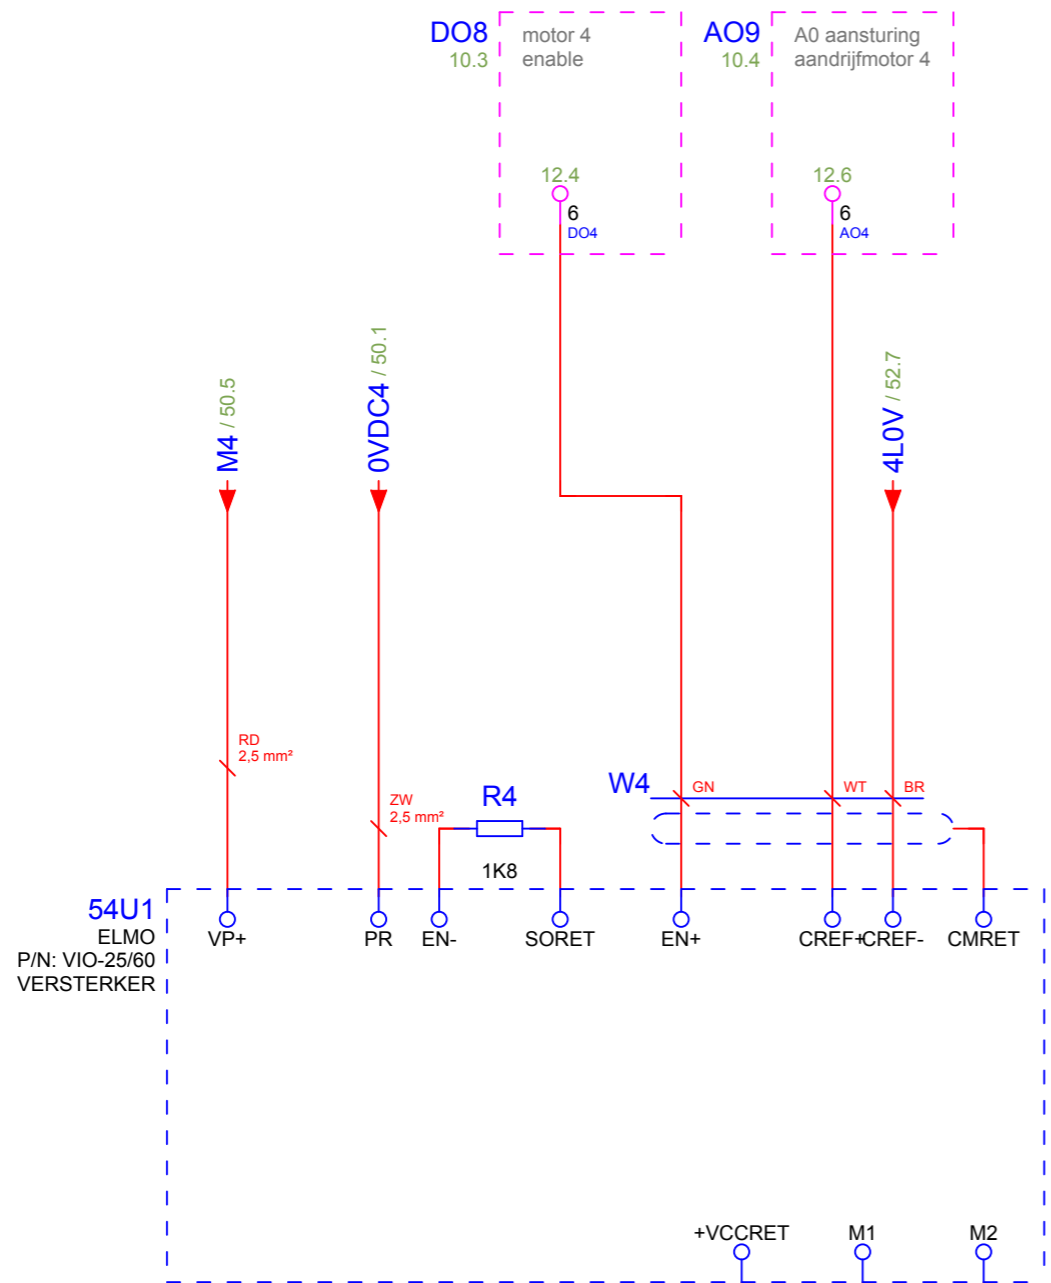 DO8
10.3
motor 4
enable
AO9
10.4
A0 aansturing
aandrijfmotor 4
12.4
6
DO4
12.6
6
AO4
M4 / 50.5
0VDC4 / 50.1
4L0V / 52.7
RD
2,5 mm²
ZW
2,5 mm²
R4
1K8
W4
GN
WT
BR
54U1
ELMO
P/N: VIO-25/60
VERSTERKER
VP+
PR
EN-
SORET
EN+
CREF+
CREF-
CMRET
+VCCRET
M1
M2